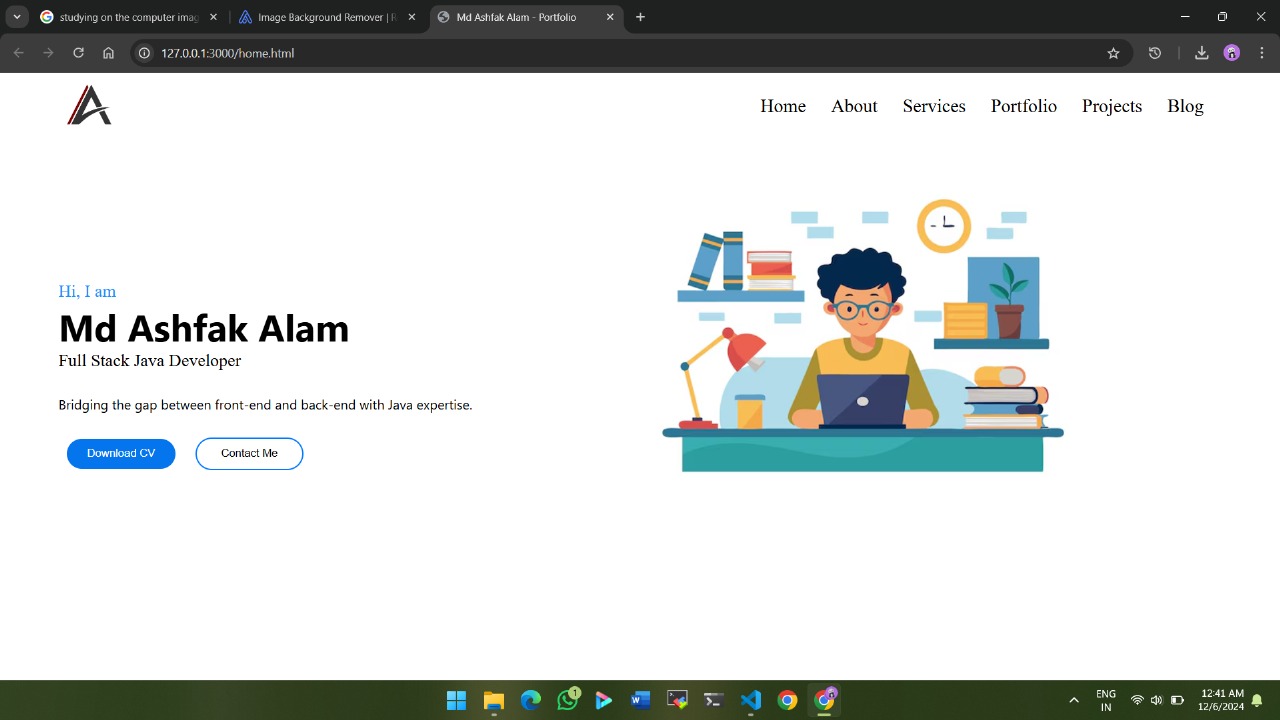 studying on the computer imag
Image Background Remover | R
Md Ashfak Alam - Portfolio
127.0.0.1:3000/home.html
Home About Services Portfolio Projects Blog
Hi, I am
Md Ashfak Alam
Full Stack Java Developer
Bridging the gap between front-end and back-end with Java expertise.
Download CV Contact Me
1
ENG
IN
12:41 AM
12/6/2024